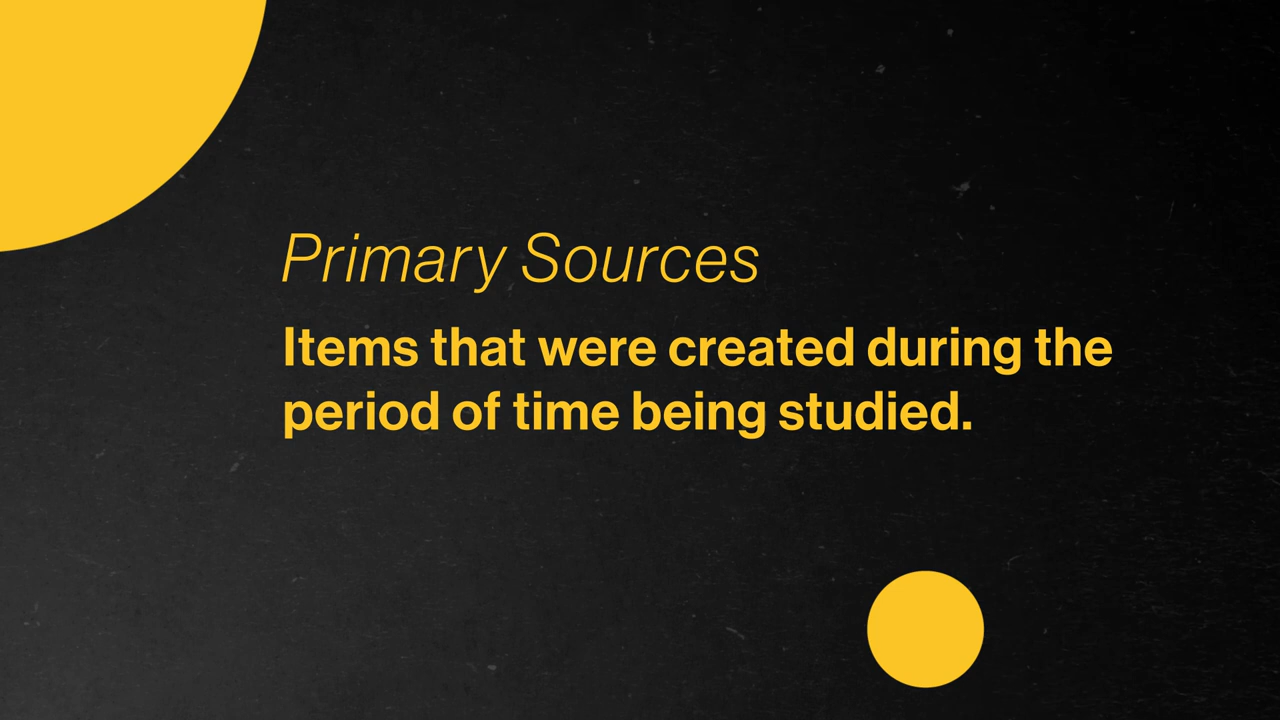 Primary Sources
Items that were created during the
period of time being studied.